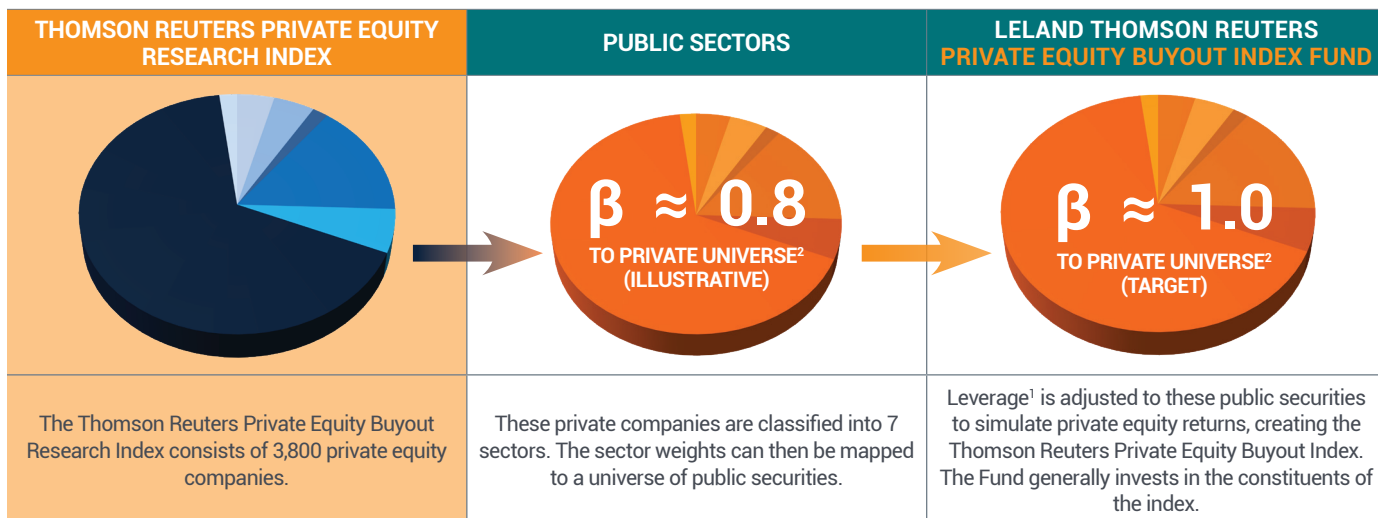 THOMSON REUTERS PRIVATE EQUITY
RESEARCH INDEX
PUBLIC SECTORS
LELAND THOMSON REUTERS
PRIVATE EQUITY BUYOUT INDEX FUND
β ≈ 0.8
TO PRIVATE UNIVERSE²
(ILLUSTRATIVE)
β ≈ 1.0
TO PRIVATE UNIVERSE²
(TARGET)
The Thomson Reuters Private Equity Buyout
Research Index consists of 3,800 private equity
companies.
These private companies are classified into 7
sectors. The sector weights can then be mapped
to a universe of public securities.
Leverage¹ is adjusted to these public securities
to simulate private equity returns, creating the
Thomson Reuters Private Equity Buyout Index.
The Fund generally invests in the constituents of
the index.